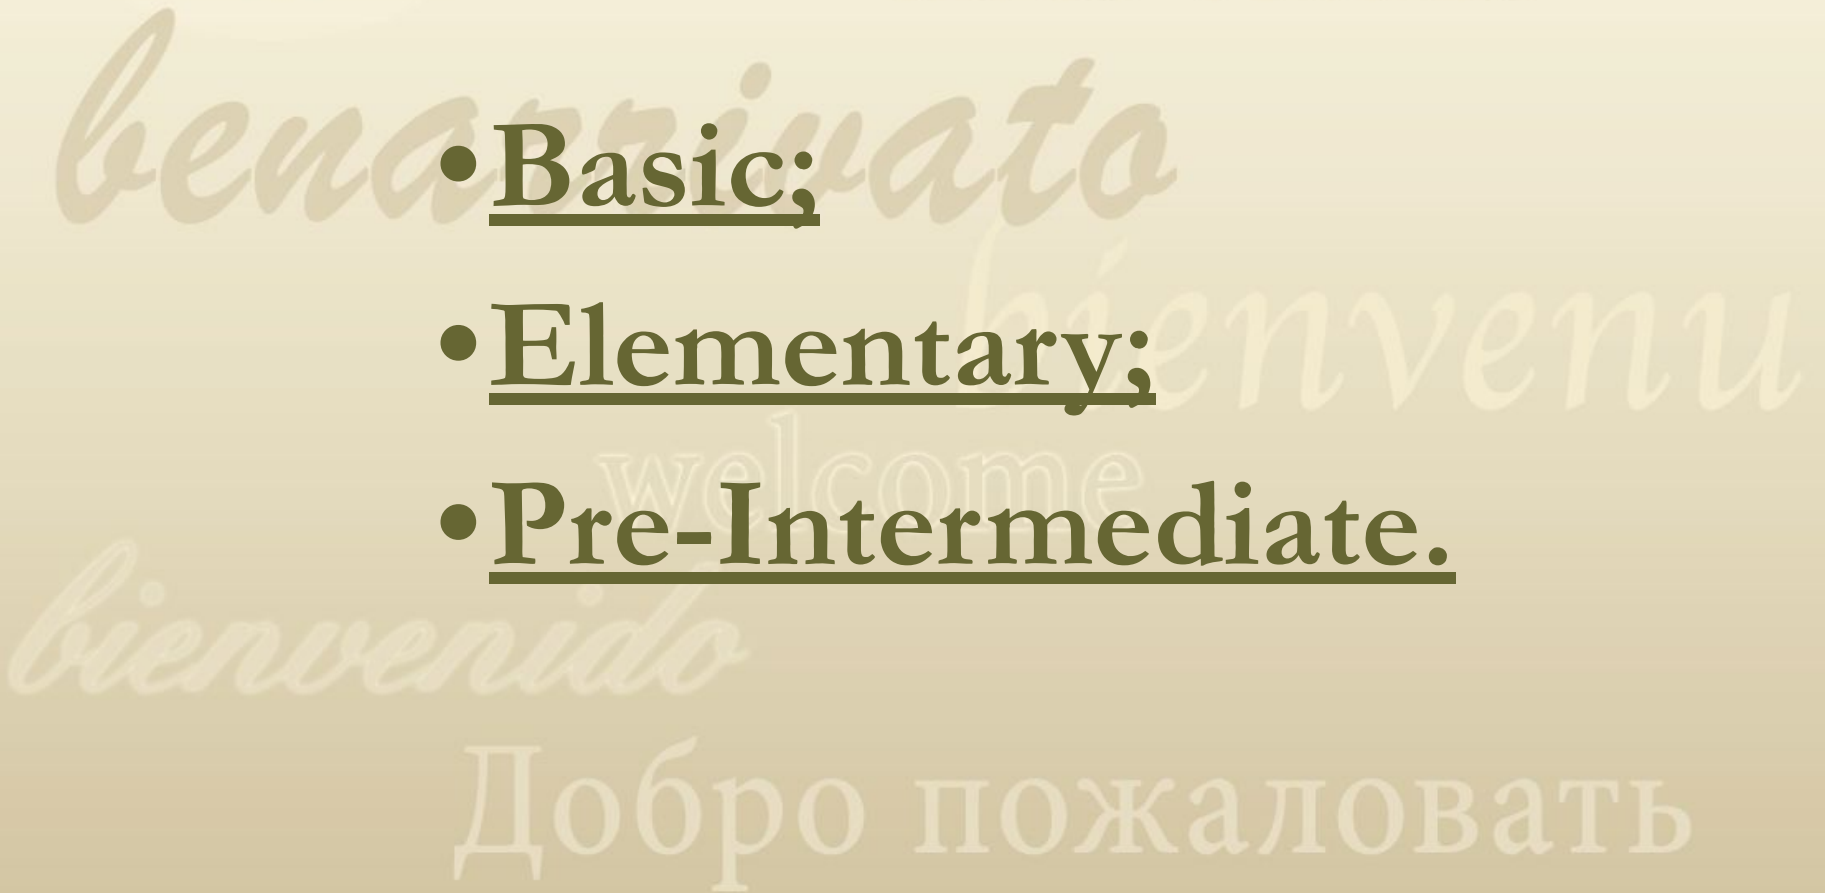 benarrivato
•Basic;
bienvenu
•Elementary;
welcome
•Pre-Intermediate.
bienvenido
Добро пожаловать